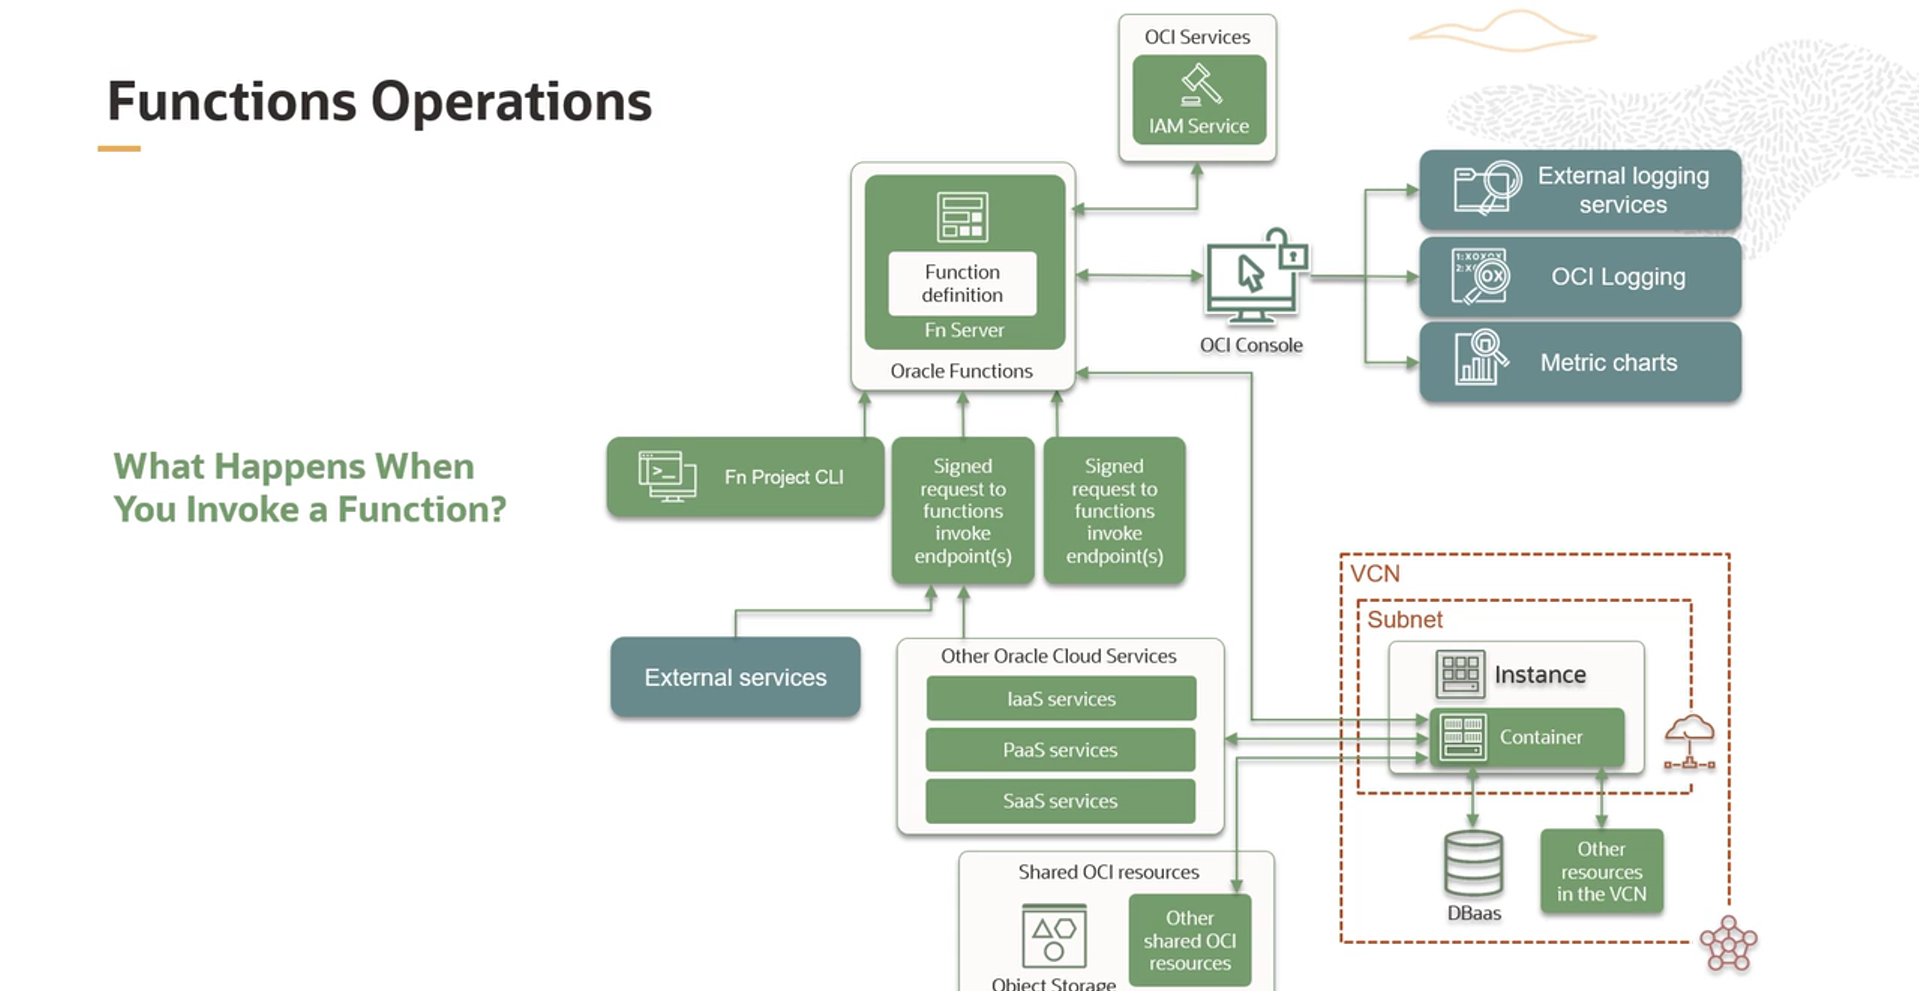 Functions Operations
What Happens When
You Invoke a Function?
OCI Services
IAM Service
Function
definition
Fn Server
Oracle Functions
OCI Console
External logging
services
1:XOXOX
OX
OCI Logging
Metric charts
Fn Project CLI
Signed
request to
functions
invoke
endpoint(s)
Signed
request to
functions
invoke
endpoint(s)
External services
Other Oracle Cloud Services
IaaS services
PaaS services
SaaS services
VCN
Subnet
Instance
Container
DBaas
Other
resources
in the VCN
Shared OCI resources
Object Storage
Other
shared OCI
resources